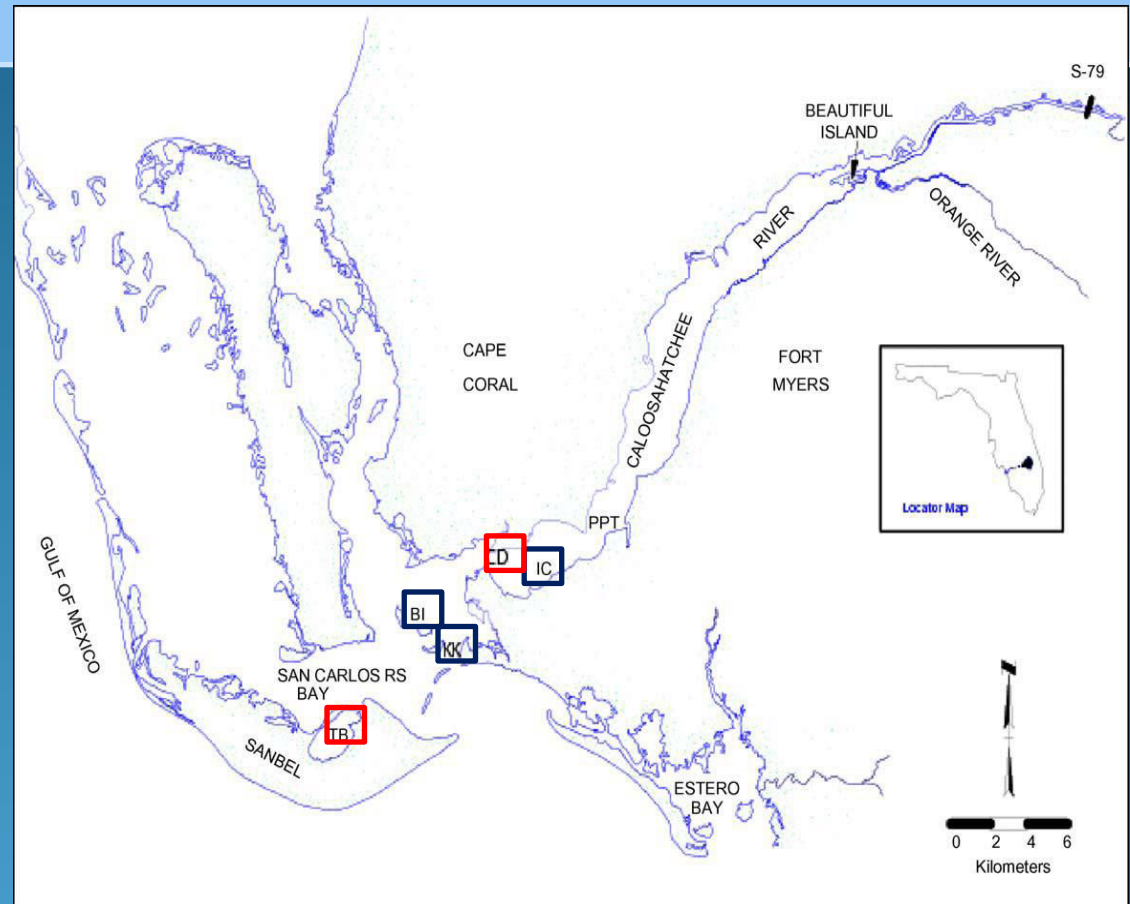 S-79
BEAUTIFUL
ISLAND
RIVER
ORANGE RIVER
CALOOSAHATCHEE
CAPE
CORAL
FORT
MYERS
Locator Map
PPT
IC
BI
KK
GULF OF MEXICO
SAN CARLOS RS
BAY
TB
SANBEL
ESTERO
BAY
0 2 4 6
Kilometers